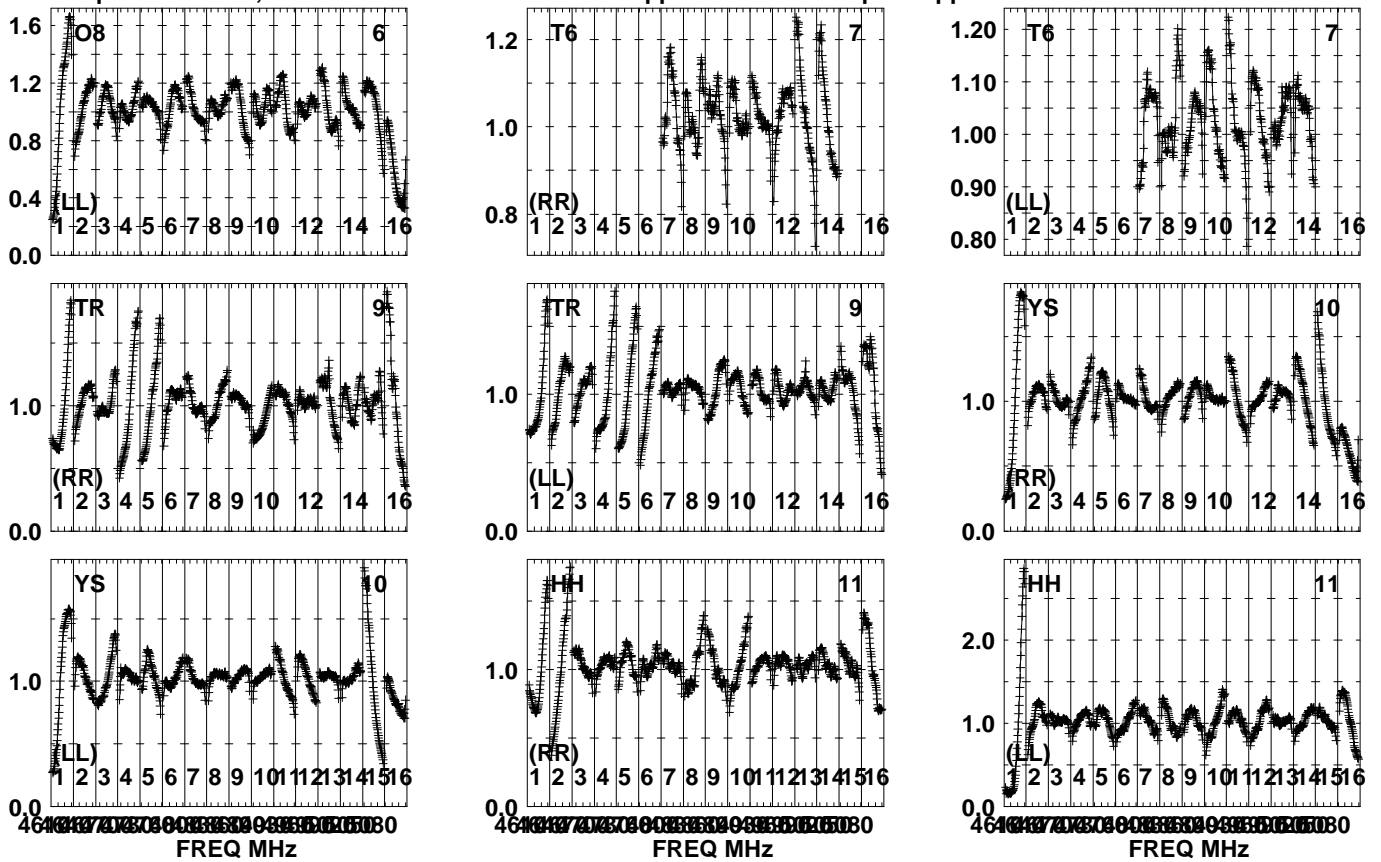 1.6 O8 6
1.2
0.8
0.4
0.0
(LL)
1 2 3 4 5 6 7 8 9 10 12 14 16
1.2 T6 7
1.0
0.8
(RR)
1 2 3 4 5 6 7 8 9 10 12 14 16
1.20 T6 7
1.10
1.00
0.90
0.80
(LL)
1 2 3 4 5 6 7 8 9 10 12 14 16
TR 9
1.0
0.0
(RR)
1 2 3 4 5 6 7 8 9 10 12 14 16
TR 9
1.0
0.0
(LL)
1 2 3 4 5 6 7 8 9 10 12 14 16
YS 10
1.0
0.0
(RR)
1 2 3 4 5 6 7 8 9 10 12 14 16
YS 10
1.0
0.0
(LL)
1 2 3 4 5 6 7 8 9 10 11 12 13 14 15 16
FREQ MHz
HH 11
1.0
0.0
(RR)
1 2 3 4 5 6 7 8 9 10 11 12 13 14 15 16
FREQ MHz
HH 11
2.0
1.0
0.0
(LL)
1 2 3 4 5 6 7 8 9 10 11 12 13 14 15 16
FREQ MHz